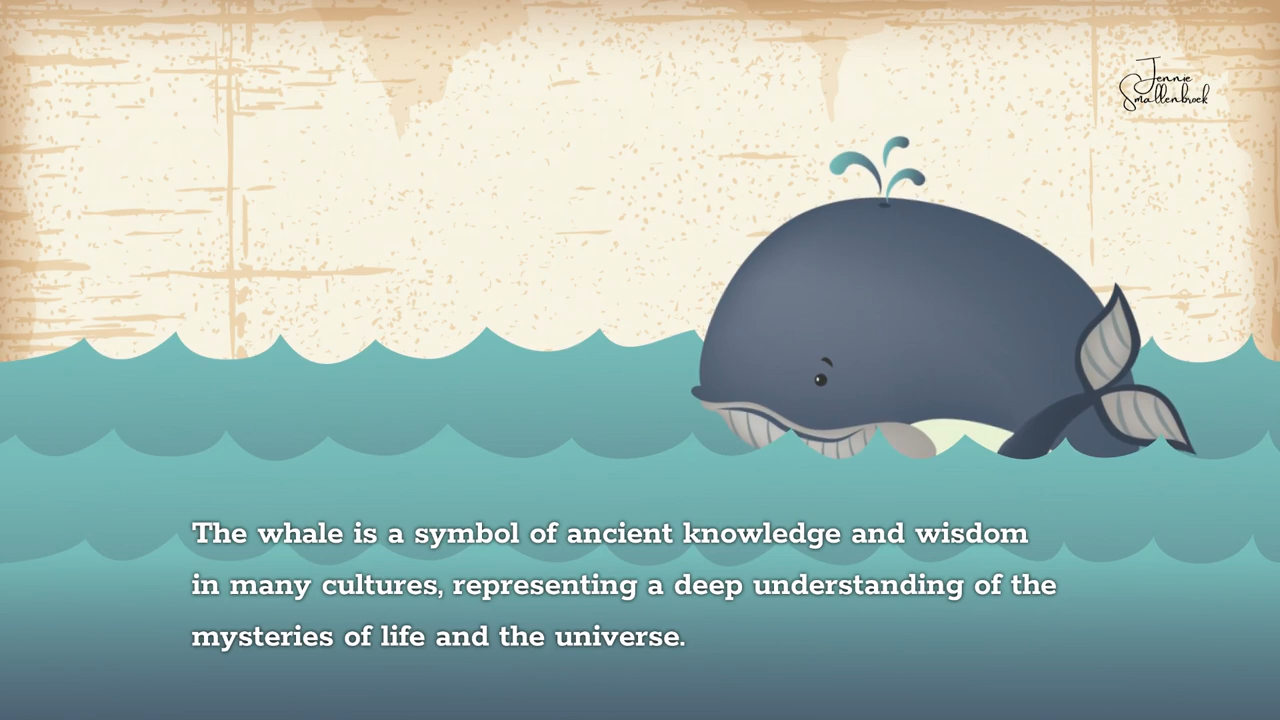 Jennie
Smallenbroek
The whale is a symbol of ancient knowledge and wisdom
in many cultures, representing a deep understanding of the
mysteries of life and the universe.